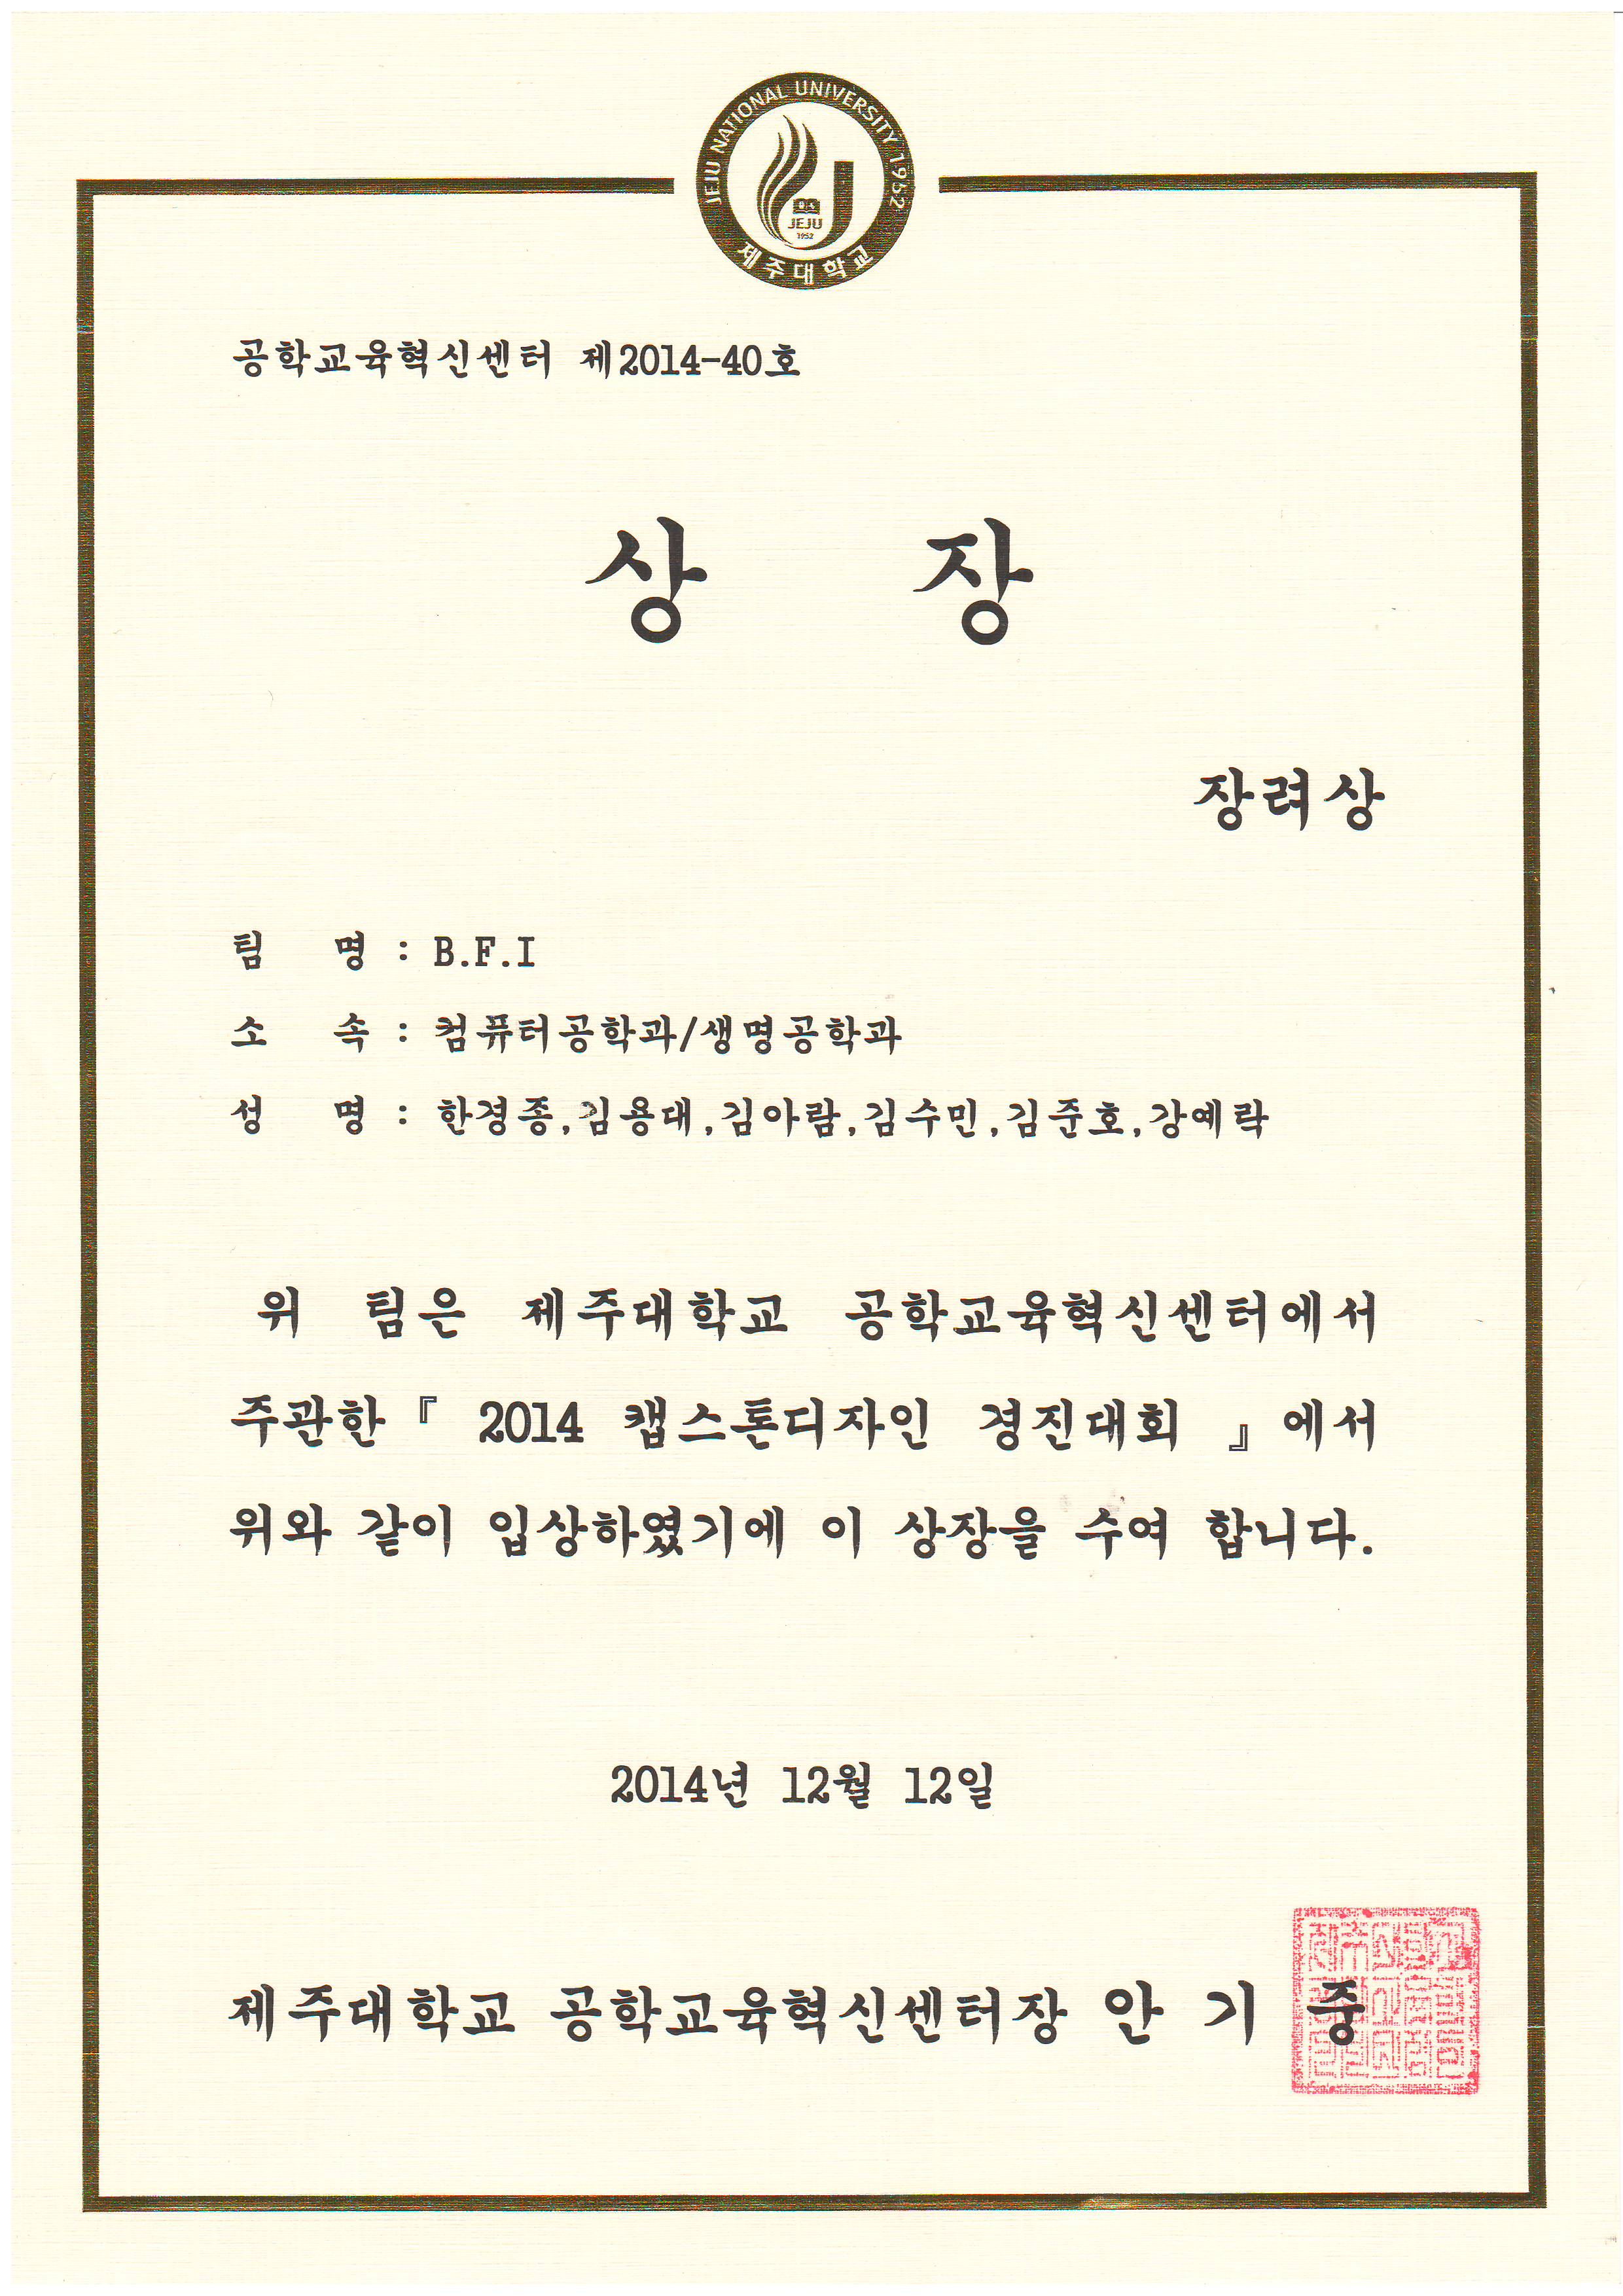 JEJU NATIONAL UNIVERSITY 1952
JEJU
1952
제주대학교
공학교육혁신센터 제2014-40호
상 장
장려상
팀 명 : B.F.I
소 속 : 컴퓨터공학과/생명공학과
성 명 : 한경종,김용대,김아람,김수민,김준호,강예락
위 팀은 제주대학교 공학교육혁신센터에서
주관한『 2014 캡스톤디자인 경진대회 』에서
위와 같이 입상하였기에 이 상장을 수여 합니다.
2014년 12월 12일
제주대학교 공학교육혁신센터장 안 기 중